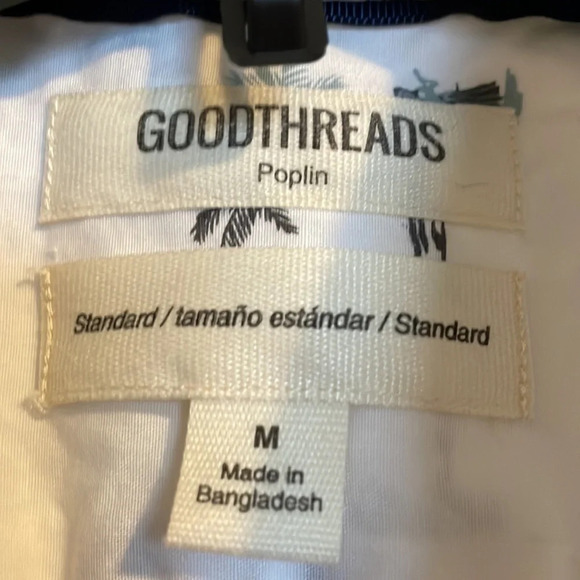 GOODTHREADS
Poplin
Standard / tamaño estándar / Standard
M
Made in
Bangladesh